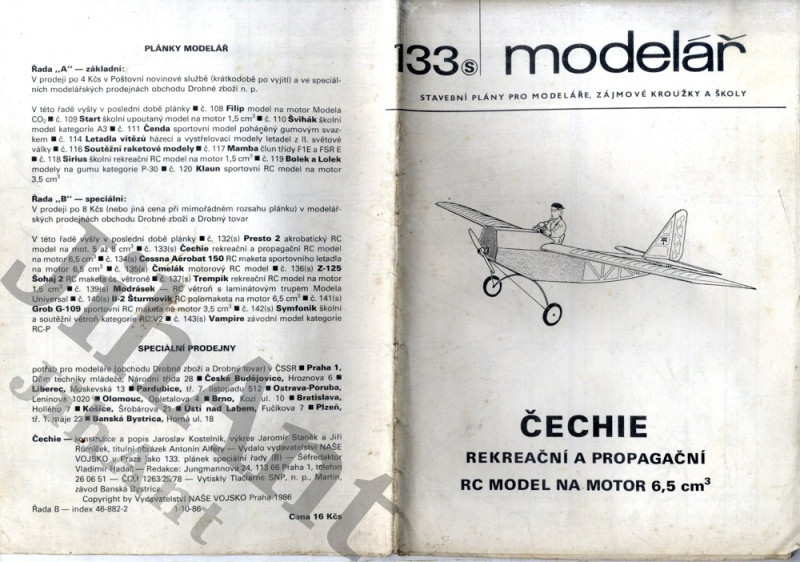 PLÁNKY MODELÁŘ
Řada „A" — základní:
V prodeji po 4 Kčs v Poštovní novinové službě (krátkodobě po vyjití) a ve speciál-
ních modelářských prodejnách obchodu Drobné zboží n. p.
V této řadě vyšly v poslední době plánky ■ č. 108 Filip model na motor Modela
CO₂ ■ č. 109 Start školní upoutaný model na motor 1,5 cm³ ■ č. 110 Švihák školní
model kategorie A3 ■ č. 111 Čenda sportovní model poháněný gumovým svaz-
kem ■ č. 114 Letadla vítězů házecí a vystřelovací modely letadel z II. světové
války ■ č. 116 Soutěžní raketové modely ■ č. 117 Mamba člun třídy F1E a FSR E
■ č. 118 Sirius školní rekreační RC model na motor 1,5 cm³ ■ č. 119 Bolek a Lolek
modely na gumu kategorie P-30 ■ č. 120 Klaun sportovní RC model na motor
3,5 cm³
Řada „B" — speciální:
V prodeji po 8 Kčs (nebo jiná cena při mimořádném rozsahu plánku) v modelář-
ských prodejnách obchodu Drobné zboží a Drobný tovar
V této řadě vyšly v poslední době plánky ■ č. 132(s) Presto 2 akrobatický RC
model na mot. 5 až 8 cm³ ■ č. 133(s) Čechie rekreační a propagační RC model
na motor 6,5 cm³ ■ č. 134(s) Cessna Aerobat 150 RC maketa sportovního letadla
na motor 6,5 cm³ ■ č. 135(s) Čmelák motorový RC model ■ č. 136(s) Z-125
Šohaj 2 RC maketa čs. větroně ■ č. 137(s) Trempík rekreační RC model na motor
1,5 cm³ ■ č. 139(s) Modrásek — RC větroň s laminátovým trupem Modela
Universal ■ č. 140(s) Il-2 Šturmovik RC polomaketa na motor 6,5 cm³ ■ č. 141(s)
Grob G-109 sportovní RC maketa na motor 3,5 cm³ ■ č. 142(s) Symfonik školní
a soutěžní větroň kategorie RC V2 ■ č. 143(s) Vampire závodní model kategorie
RC-P
SPECIÁLNÍ PRODEJNY
potřeb pro modeláře (obchodu Drobné zboží a Drobný tovar) v ČSSR ■ Praha 1,
Dům techniky mládeže, Národní třída 28 ■ České Budějovice, Hroznova 6 ■
Liberec, Moskevská 13 ■ Pardubice, tř. 7. listopadu 512 ■ Ostrava-Poruba,
Leninova 1020 ■ Olomouc, Opletalova 4 ■ Brno, Kozí ul. 10 ■ Bratislava,
Hollého ■ Košice, Šrobárova ■ Ústí nad Labem, Fučíkova 7 ■ Plzeň,
tř. 1. máje 23 ■ Banská Bystrica, Horná ul. 18
Čechie — konstrukce a popis Jaroslav Kostelník, výkres Jaromír Staněk a Jiří
titulní obrázek Antonín — Vydalo vydavatelství NAŠE
VOJSKO v Praze jako 133. plánek speciální řady (B) — Šéfredaktor
Vladimír Hadač — Redakce: Jungmannova 24, 113 66 Praha 1, telefon
26 06 51 — ČÚTI 1263/25/78 — Vytiskly Tlačiarne SNP, n. p., Martin,
závod Banská Bystrica.
Copyright by Vydavatelství NAŠE VOJSKO Praha 1986
Řada B — index 46-882-2 1-10-86
Cena 16 Kčs
133(s) modelář
STAVEBNÍ PLÁNY PRO MODELÁŘE, ZÁJMOVÉ KROUŽKY A ŠKOLY
ČECHIE
REKREAČNÍ A PROPAGAČNÍ
RC MODEL NA MOTOR 6,5 cm³